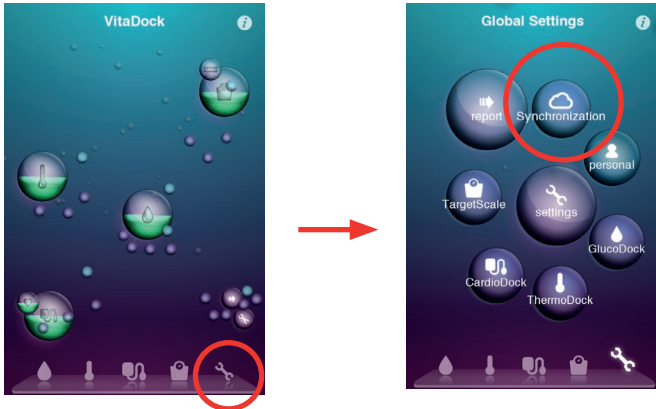 VitaDock
Global Settings
report
Synchronization
personal
TargetScale
settings
GlucoDock
CardioDock
ThermoDock